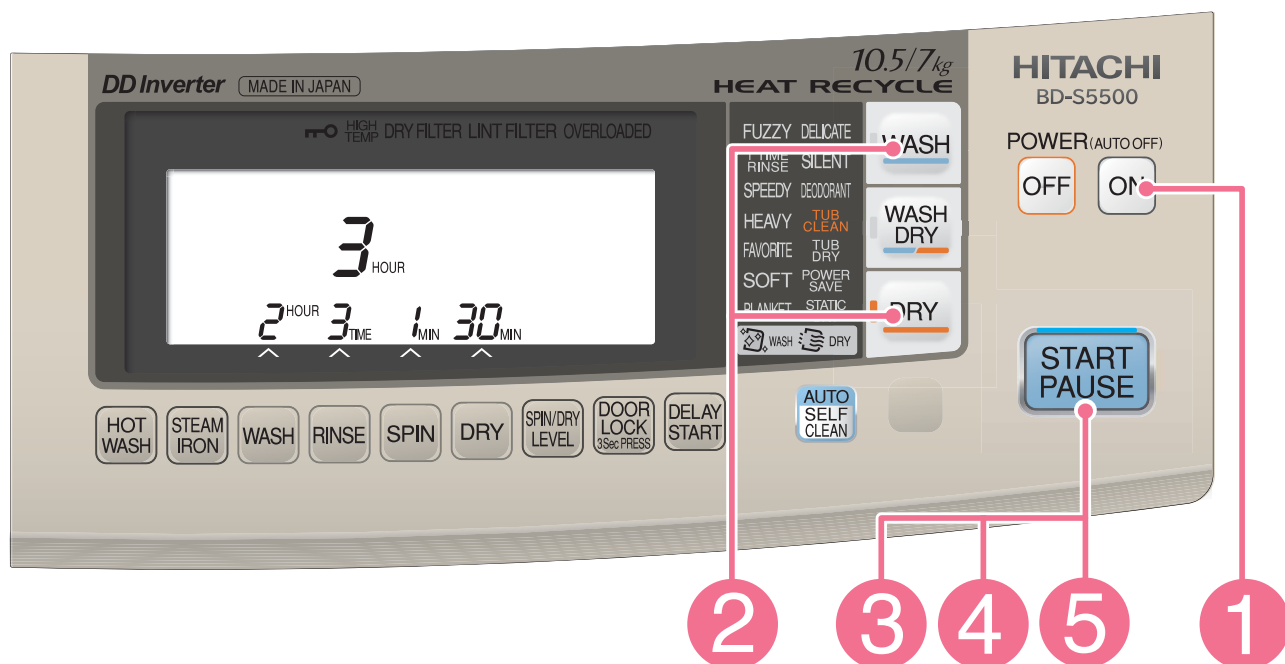 10.5/7kg
DD Inverter MADE IN JAPAN
HEAT RECYCLE
HITACHI
BD-S5500
HIGH TEMP DRY FILTER LINT FILTER OVERLOADED
FUZZY DELICATE
1 TIME RINSE SILENT
SPEEDY DEODORANT
HEAVY TUB CLEAN
FAVORITE TUB DRY
SOFT POWER SAVE
BLANKET STATIC
WASH DRY
WASH
WASH
DRY
DRY
POWER (AUTO OFF)
OFF ON
3 HOUR
2 HOUR 3 TIME 1 MIN 30 MIN
START
PAUSE
HOT
WASH
STEAM
IRON
WASH
RINSE
SPIN
DRY
SPIN/DRY
LEVEL
DOOR
LOCK
3Sec PRESS
DELAY
START
AUTO
SELF
CLEAN
2 3 4 5 1